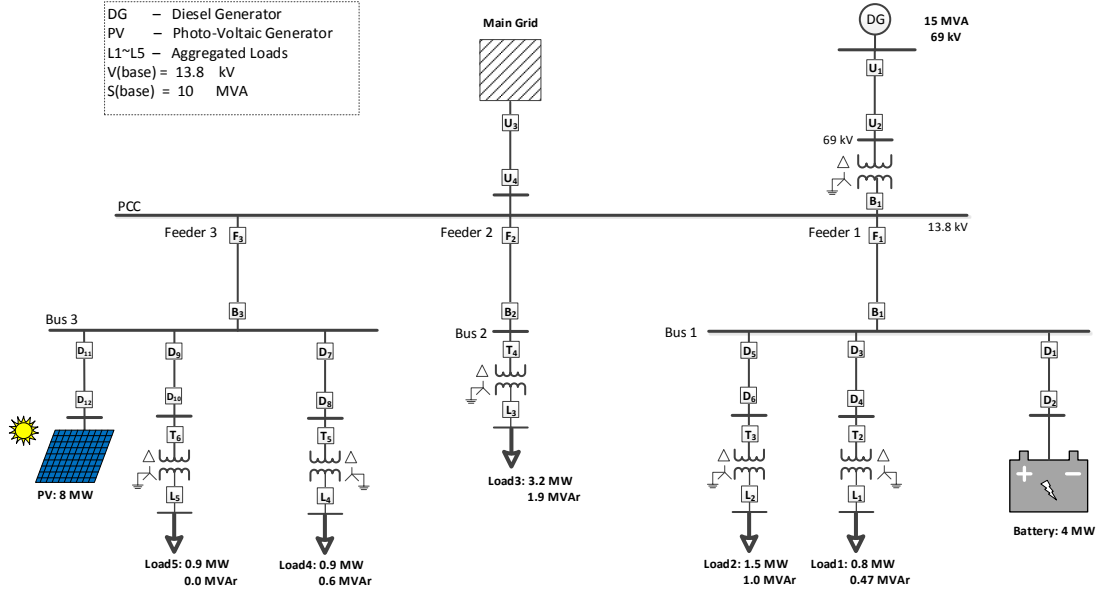 DG – Diesel Generator
PV – Photo-Voltaic Generator
L1~L5 – Aggregated Loads
V(base) = 13.8 kV
S(base) = 10 MVA
Main Grid
DG
15 MVA
69 kV
U1
U3
U2
69 kV
U4
B1
PCC
13.8 kV
Feeder 3
F3
Feeder 2
F2
Feeder 1
F1
B3
B2
B1
Bus 3
Bus 2
Bus 1
D11
D9
D7
T4
D5
D3
D1
D12
D10
D8
L3
D6
D4
D2
T6
T5
T3
T2
L5
L4
L2
L1
+ −
PV: 8 MW
Load3: 3.2 MW
1.9 MVAr
Battery: 4 MW
Load5: 0.9 MW
0.0 MVAr
Load4: 0.9 MW
0.6 MVAr
Load2: 1.5 MW
1.0 MVAr
Load1: 0.8 MW
0.47 MVAr